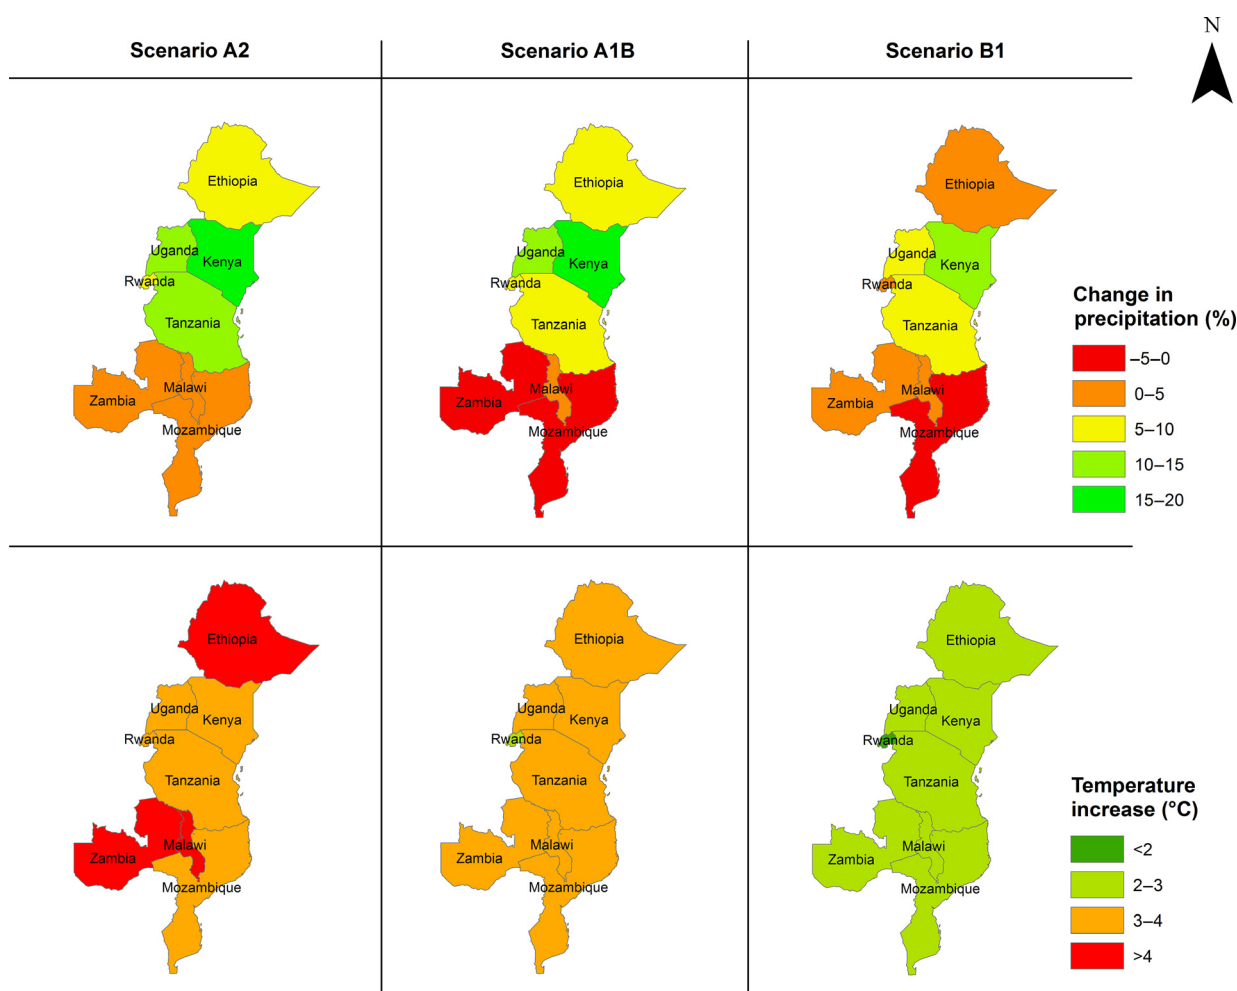 N
Scenario A2
Scenario A1B
Scenario B1
Ethiopia
Uganda
Kenya
Rwanda
Tanzania
Malawi
Zambia
Mozambique
Ethiopia
Uganda
Kenya
Rwanda
Tanzania
Malawi
Zambia
Mozambique
Ethiopia
Uganda
Kenya
Rwanda
Tanzania
Malawi
Zambia
Mozambique
Change in
precipitation (%)
–5–0
0–5
5–10
10–15
15–20
Ethiopia
Uganda
Kenya
Rwanda
Tanzania
Malawi
Zambia
Mozambique
Ethiopia
Uganda
Kenya
Rwanda
Tanzania
Malawi
Zambia
Mozambique
Ethiopia
Uganda
Kenya
Rwanda
Tanzania
Malawi
Zambia
Mozambique
Temperature
increase (°C)
<2
2–3
3–4
>4